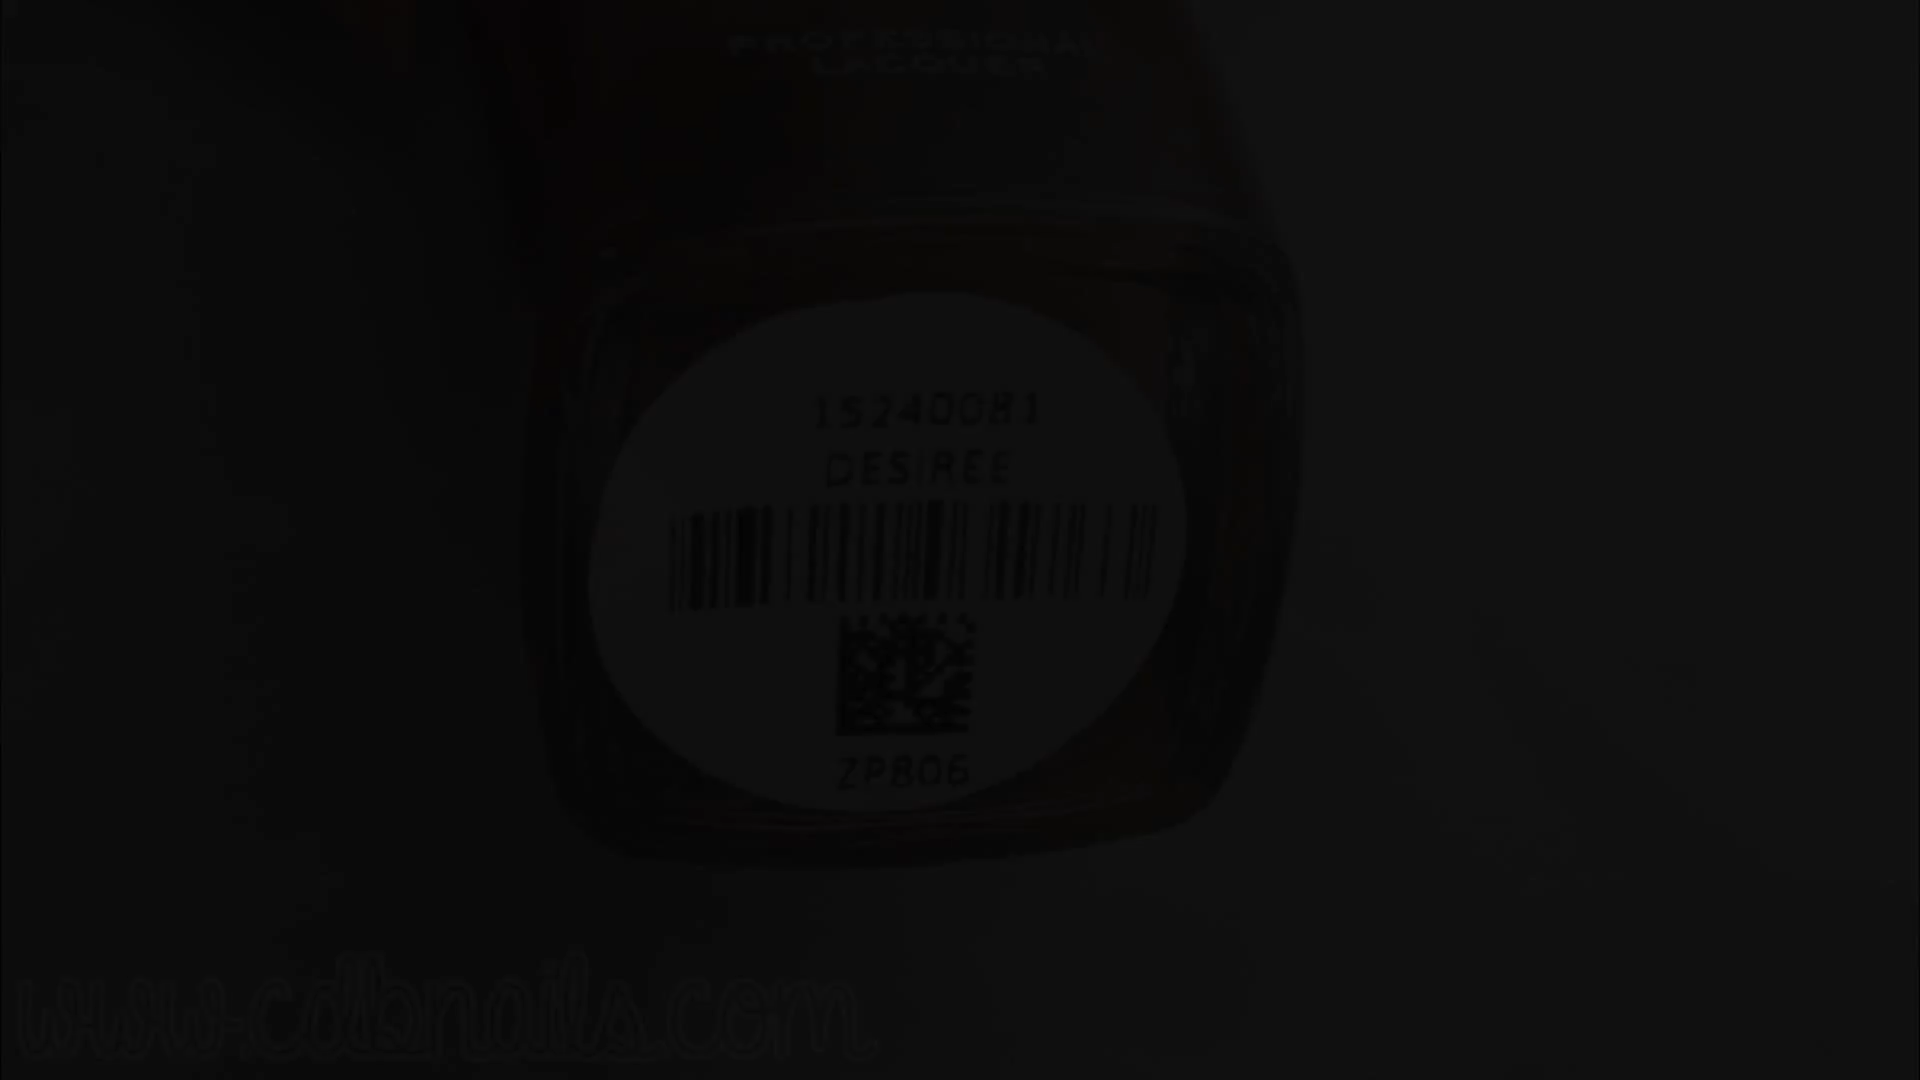 PROFESSIONAL
LACQUER
15240081
DESIREE
ZP806
www.cdbnails.com